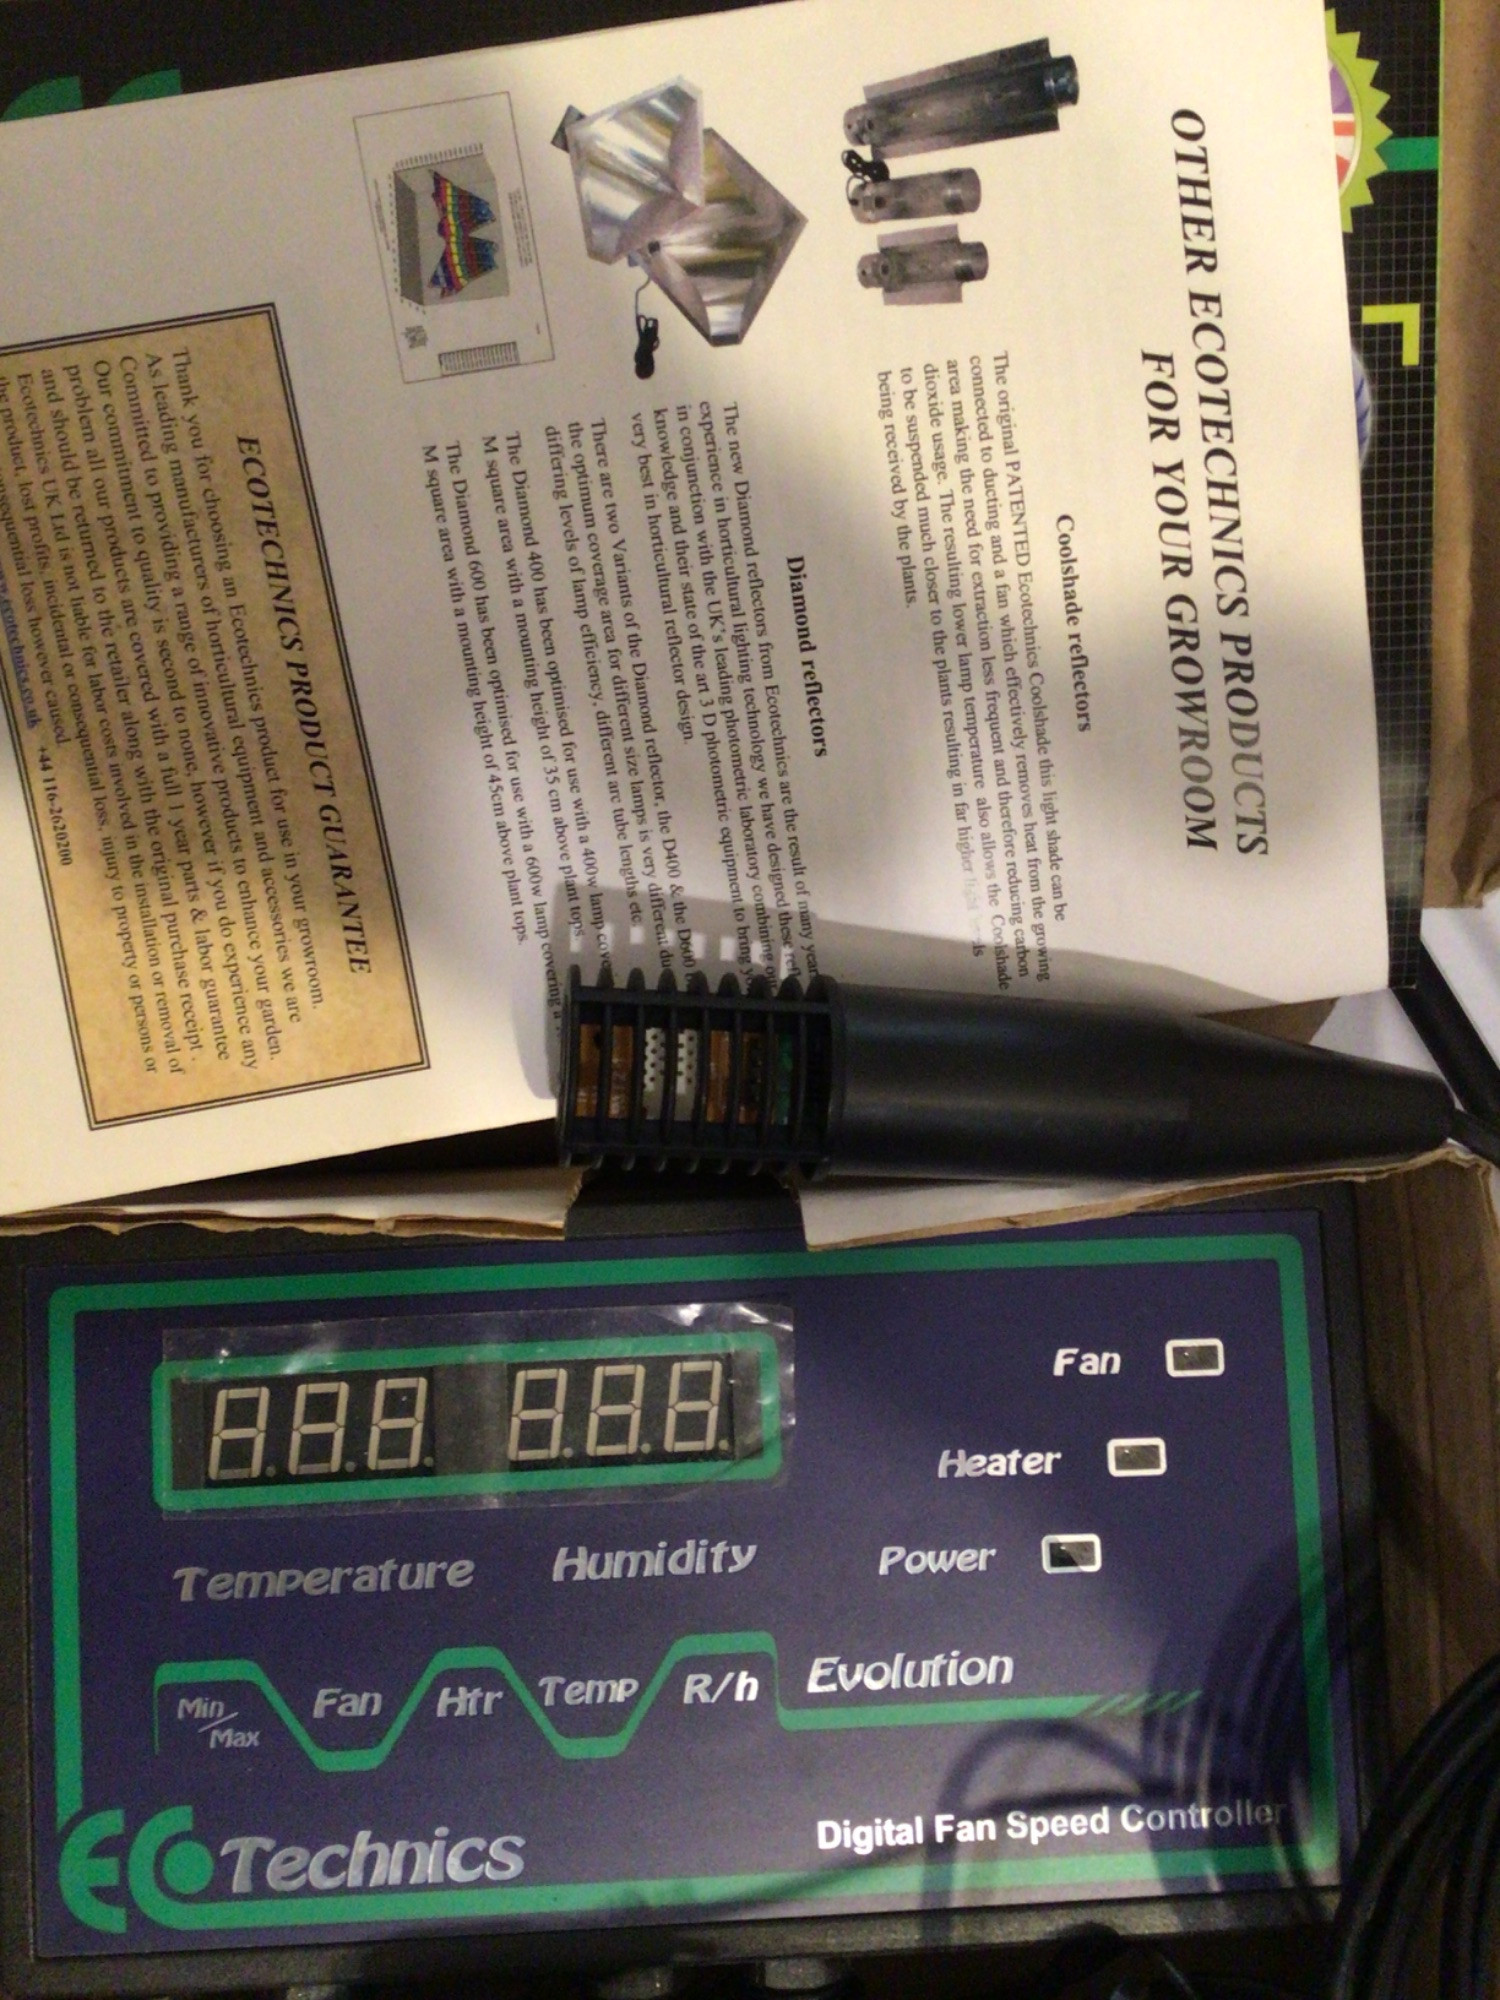 OTHER ECOTECHNICS PRODUCTS
FOR YOUR GROWROOM
Coolshade reflectors
The original PATENTED Ecotechnics Coolshade this light shade can be
connected to ducting and a fan which effectively removes heat from the growing
area making the need for extraction less frequent and therefore reducing carbon
dioxide usage. The resulting lower lamp temperature also allows the Coolshade
to be suspended much closer to the plants resulting in far higher light
being received by the plants.
Diamond reflectors
The new Diamond reflectors from Ecotechnics are the result of many
experience in horticultural lighting technology we have designed these
in conjunction with the UK's leading photometric laboratory combining
knowledge and their state of the art 3 D photometric equipment to bring
very best in horticultural reflector design.
There are two Variants of the Diamond reflector, the D400 & the D600
the optimum coverage area for different size lamps is very different
differing levels of lamp efficiency, different arc tube lengths etc.
The Diamond 400 has been optimised for use with a 400w lamp
M square area with a mounting height of 35 cm above plant tops.
The Diamond 600 has been optimised for use with a 600w lamp covering a
M square area with a mounting height of 45cm above plant tops.
ECOTECHNICS PRODUCT GUARANTEE
Thank you for choosing an Ecotechnics product for use in your growroom.
As leading manufacturers of horticultural equipment and accessories we are
Committed to providing a range of innovative products to enhance your garden.
Our commitment to quality is second to none, however if you do experience any
problem all our products are covered with a full 1 year parts & labor guarantee
and should be returned to the retailer along with the original purchase receipt .
Ecotechnics UK Ltd is not liable for labor costs involved in the installation or removal of
the product, lost profits, incidental or consequential loss, injury to property or persons or
consequential loss however caused.
ecotechnics.co.uk +44 116-2620200
Fan
Heater
Power
Temperature Humidity
Min/Max Fan Htr Temp R/h Evolution
ECOTechnics
Digital Fan Speed Controller